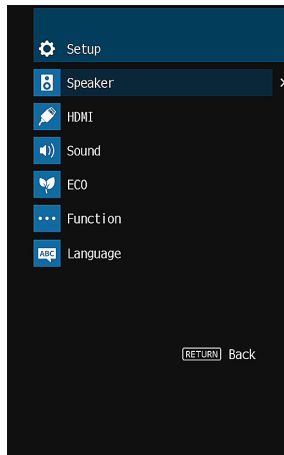 Setup
Speaker
HDMI
Sound
ECO
Function
ABC Language
RETURN Back